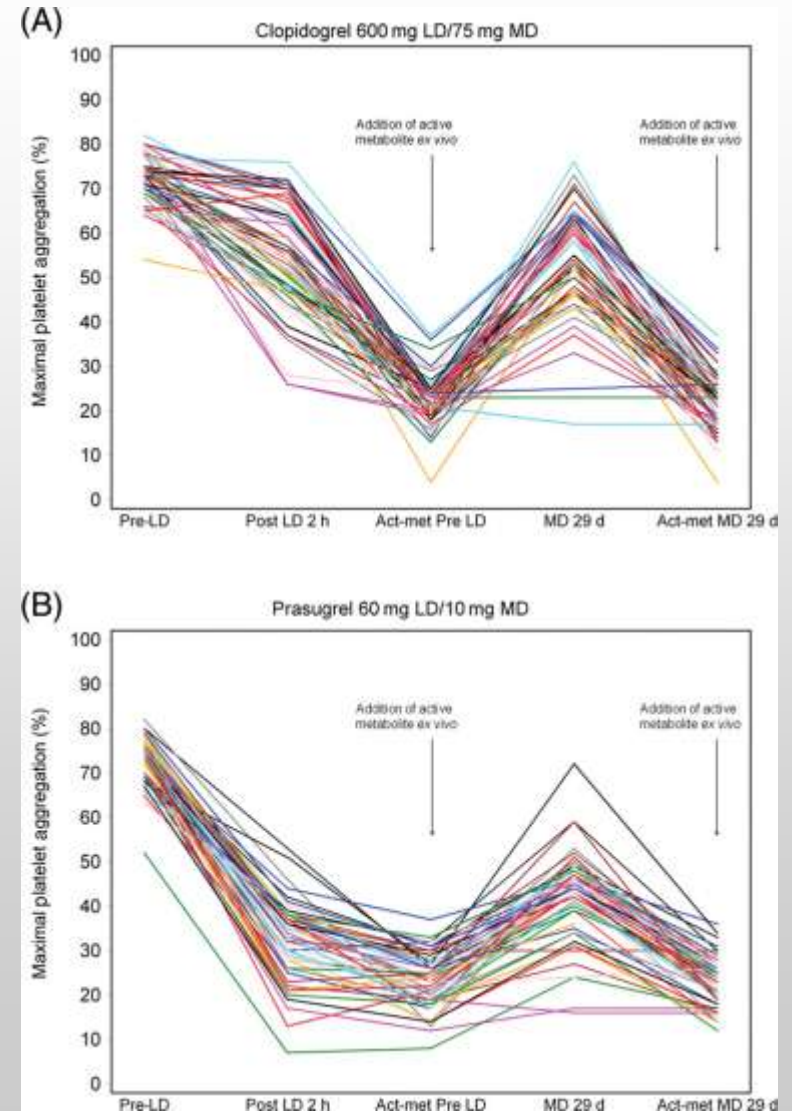 (A)
Clopidogrel 600 mg LD/75 mg MD
100
90
80
70
60
50
40
30
20
10
0
Maximal platelet aggregation (%)
Addition of active
metabolite ex vivo
Addition of active
metabolite ex vivo
Pre-LD Post LD 2 h Act-met Pre LD MD 29 d Act-met MD 29 d
(B)
Prasugrel 60 mg LD/10 mg MD
100
90
80
70
60
50
40
30
20
10
0
Maximal platelet aggregation (%)
Addition of active
metabolite ex vivo
Addition of active
metabolite ex vivo
Pre-LD Post LD 2 h Act-met Pre LD MD 29 d Act-met MD 29 d